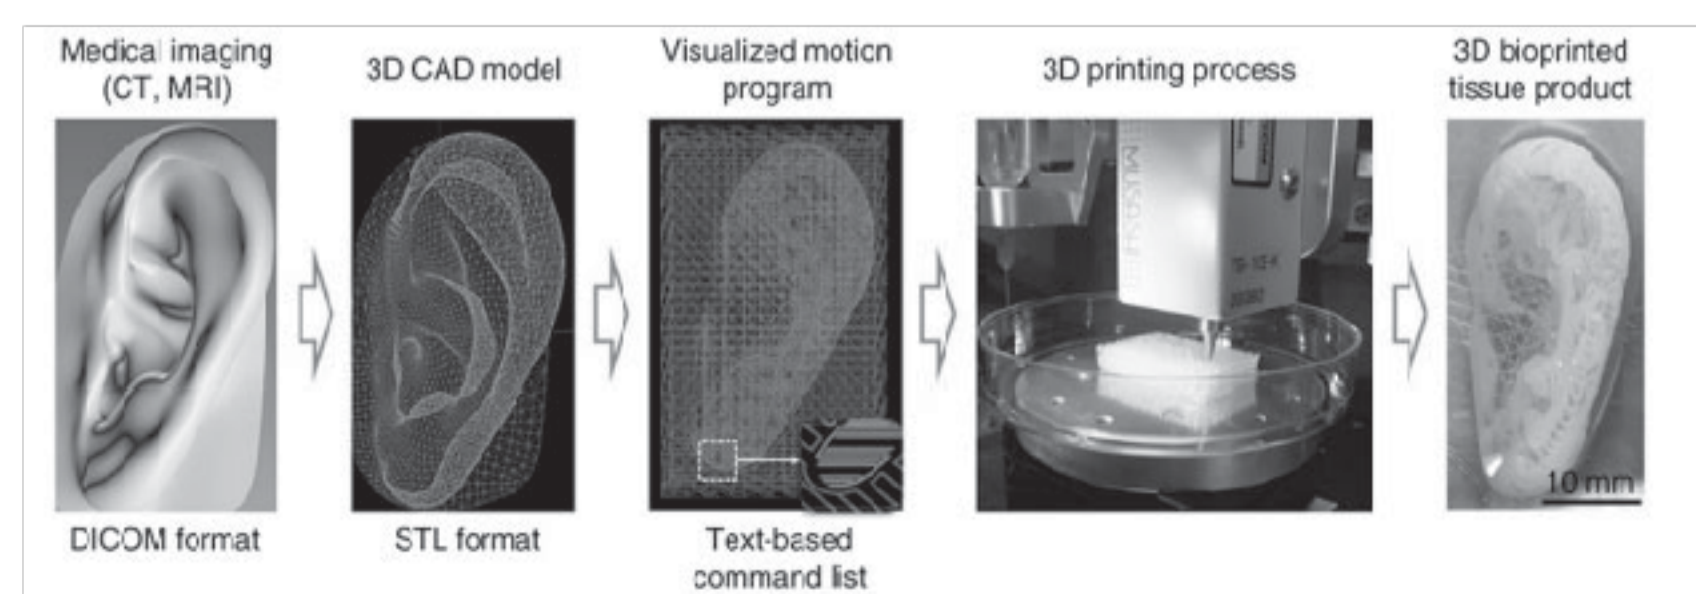 Medical imaging
(CT, MRI)
3D CAD model
Visualized motion
program
3D printing process
3D bioprinted
tissue product
DICOM format
STL format
Text-based
command list
10 mm